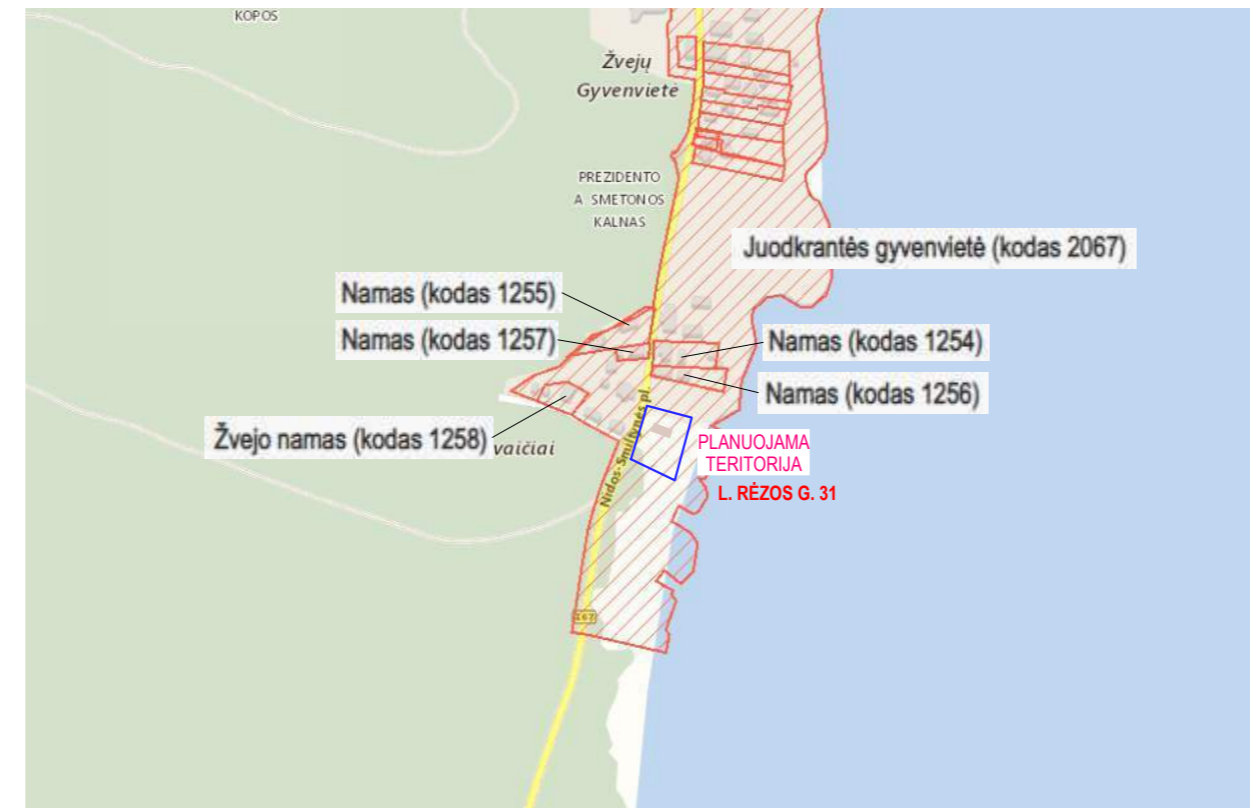 KOPOS
Žvejų
Gyvenvietė
PREZIDENTO
A. SMETONOS
KALNAS
Juodkrantės gyvenvietė (kodas 2067)
Namas (kodas 1255)
Namas (kodas 1257)
Namas (kodas 1254)
Namas (kodas 1256)
Žvejo namas (kodas 1258)
vaičiai
Nidos-Smiltynės pl.
PLANUOJAMA
TERITORIJA
L. RĖZOS G. 31
167